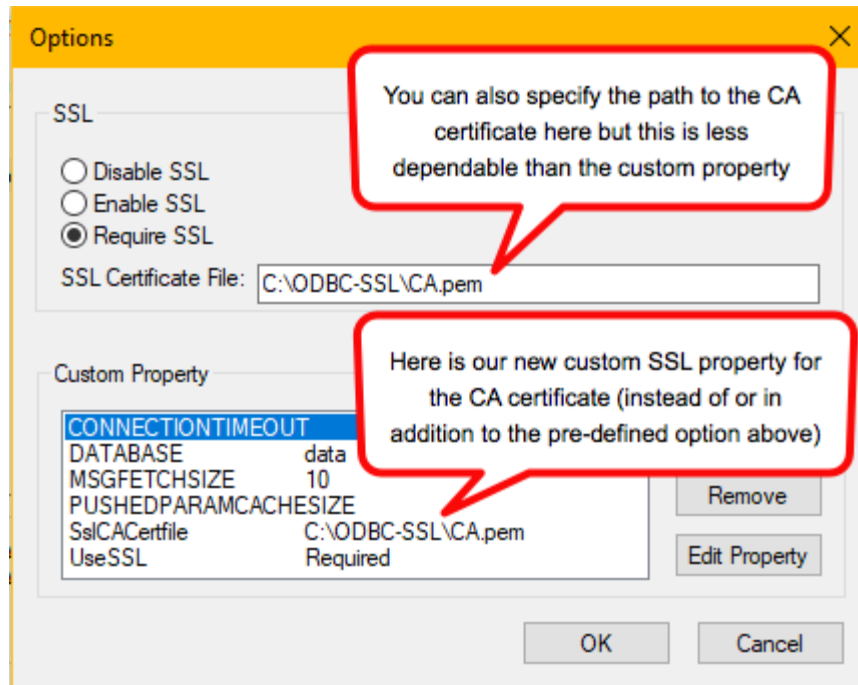 Options
You can also specify the path to the CA
certificate here but this is less
dependable than the custom property
SSL
Disable SSL
Enable SSL
Require SSL
SSL Certificate File: C:\ODBC-SSL\CA.pem
Here is our new custom SSL property for
the CA certificate (instead of or in
addition to the pre-defined option above)
Custom Property
CONNECTIONTIMEOUT
DATABASE data
MSGFETCHSIZE 10
PUSHEDPARAMCACHESIZE
SslCACertfile C:\ODBC-SSL\CA.pem
UseSSL Required
Remove
Edit Property
OK Cancel